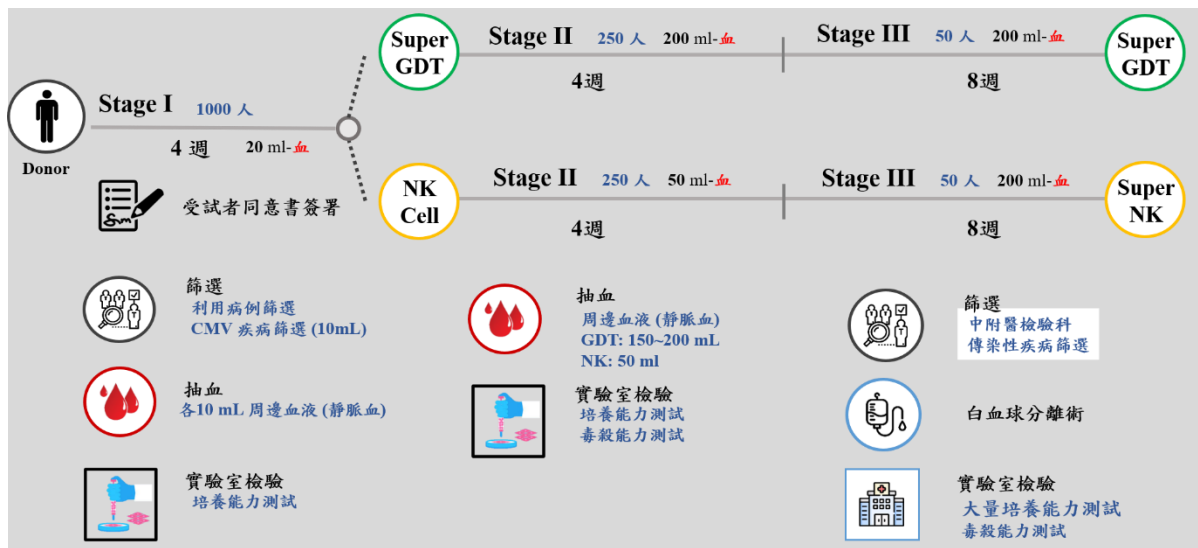 Donor
Stage I 1000 人
4 週 20 ml-血
Super GDT
Stage II 250 人 200 ml-血
4週
Stage III 50 人 200 ml-血
8週
Super GDT
NK Cell
Stage II 250 人 50 ml-血
4週
Stage III 50 人 200 ml-血
8週
Super NK
受試者同意書簽署
篩選
利用病例篩選
CMV 疾病篩選 (10mL)
抽血
各10 mL 周邊血液 (靜脈血)
實驗室檢驗
培養能力測試
抽血
周邊血液 (靜脈血)
GDT: 150~200 mL
NK: 50 ml
實驗室檢驗
培養能力測試
毒殺能力測試
篩選
中附醫檢驗科
傳染性疾病篩選
白血球分離術
實驗室檢驗
大量培養能力測試
毒殺能力測試